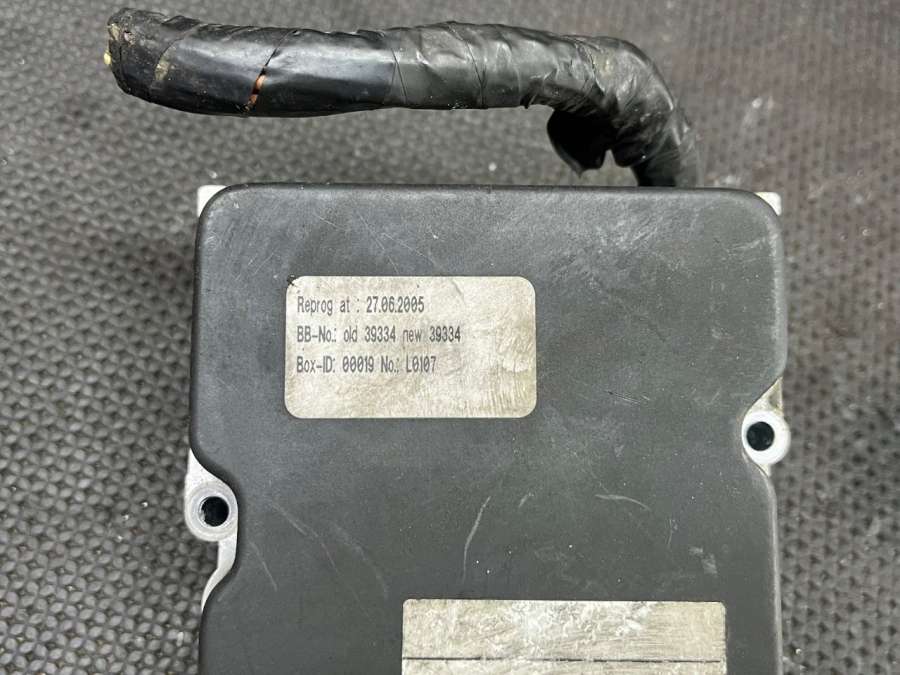 Reprog at : 27.06.2005
BB-No.: old 39334 new 39334
Box-ID: 00019 No.: L0107